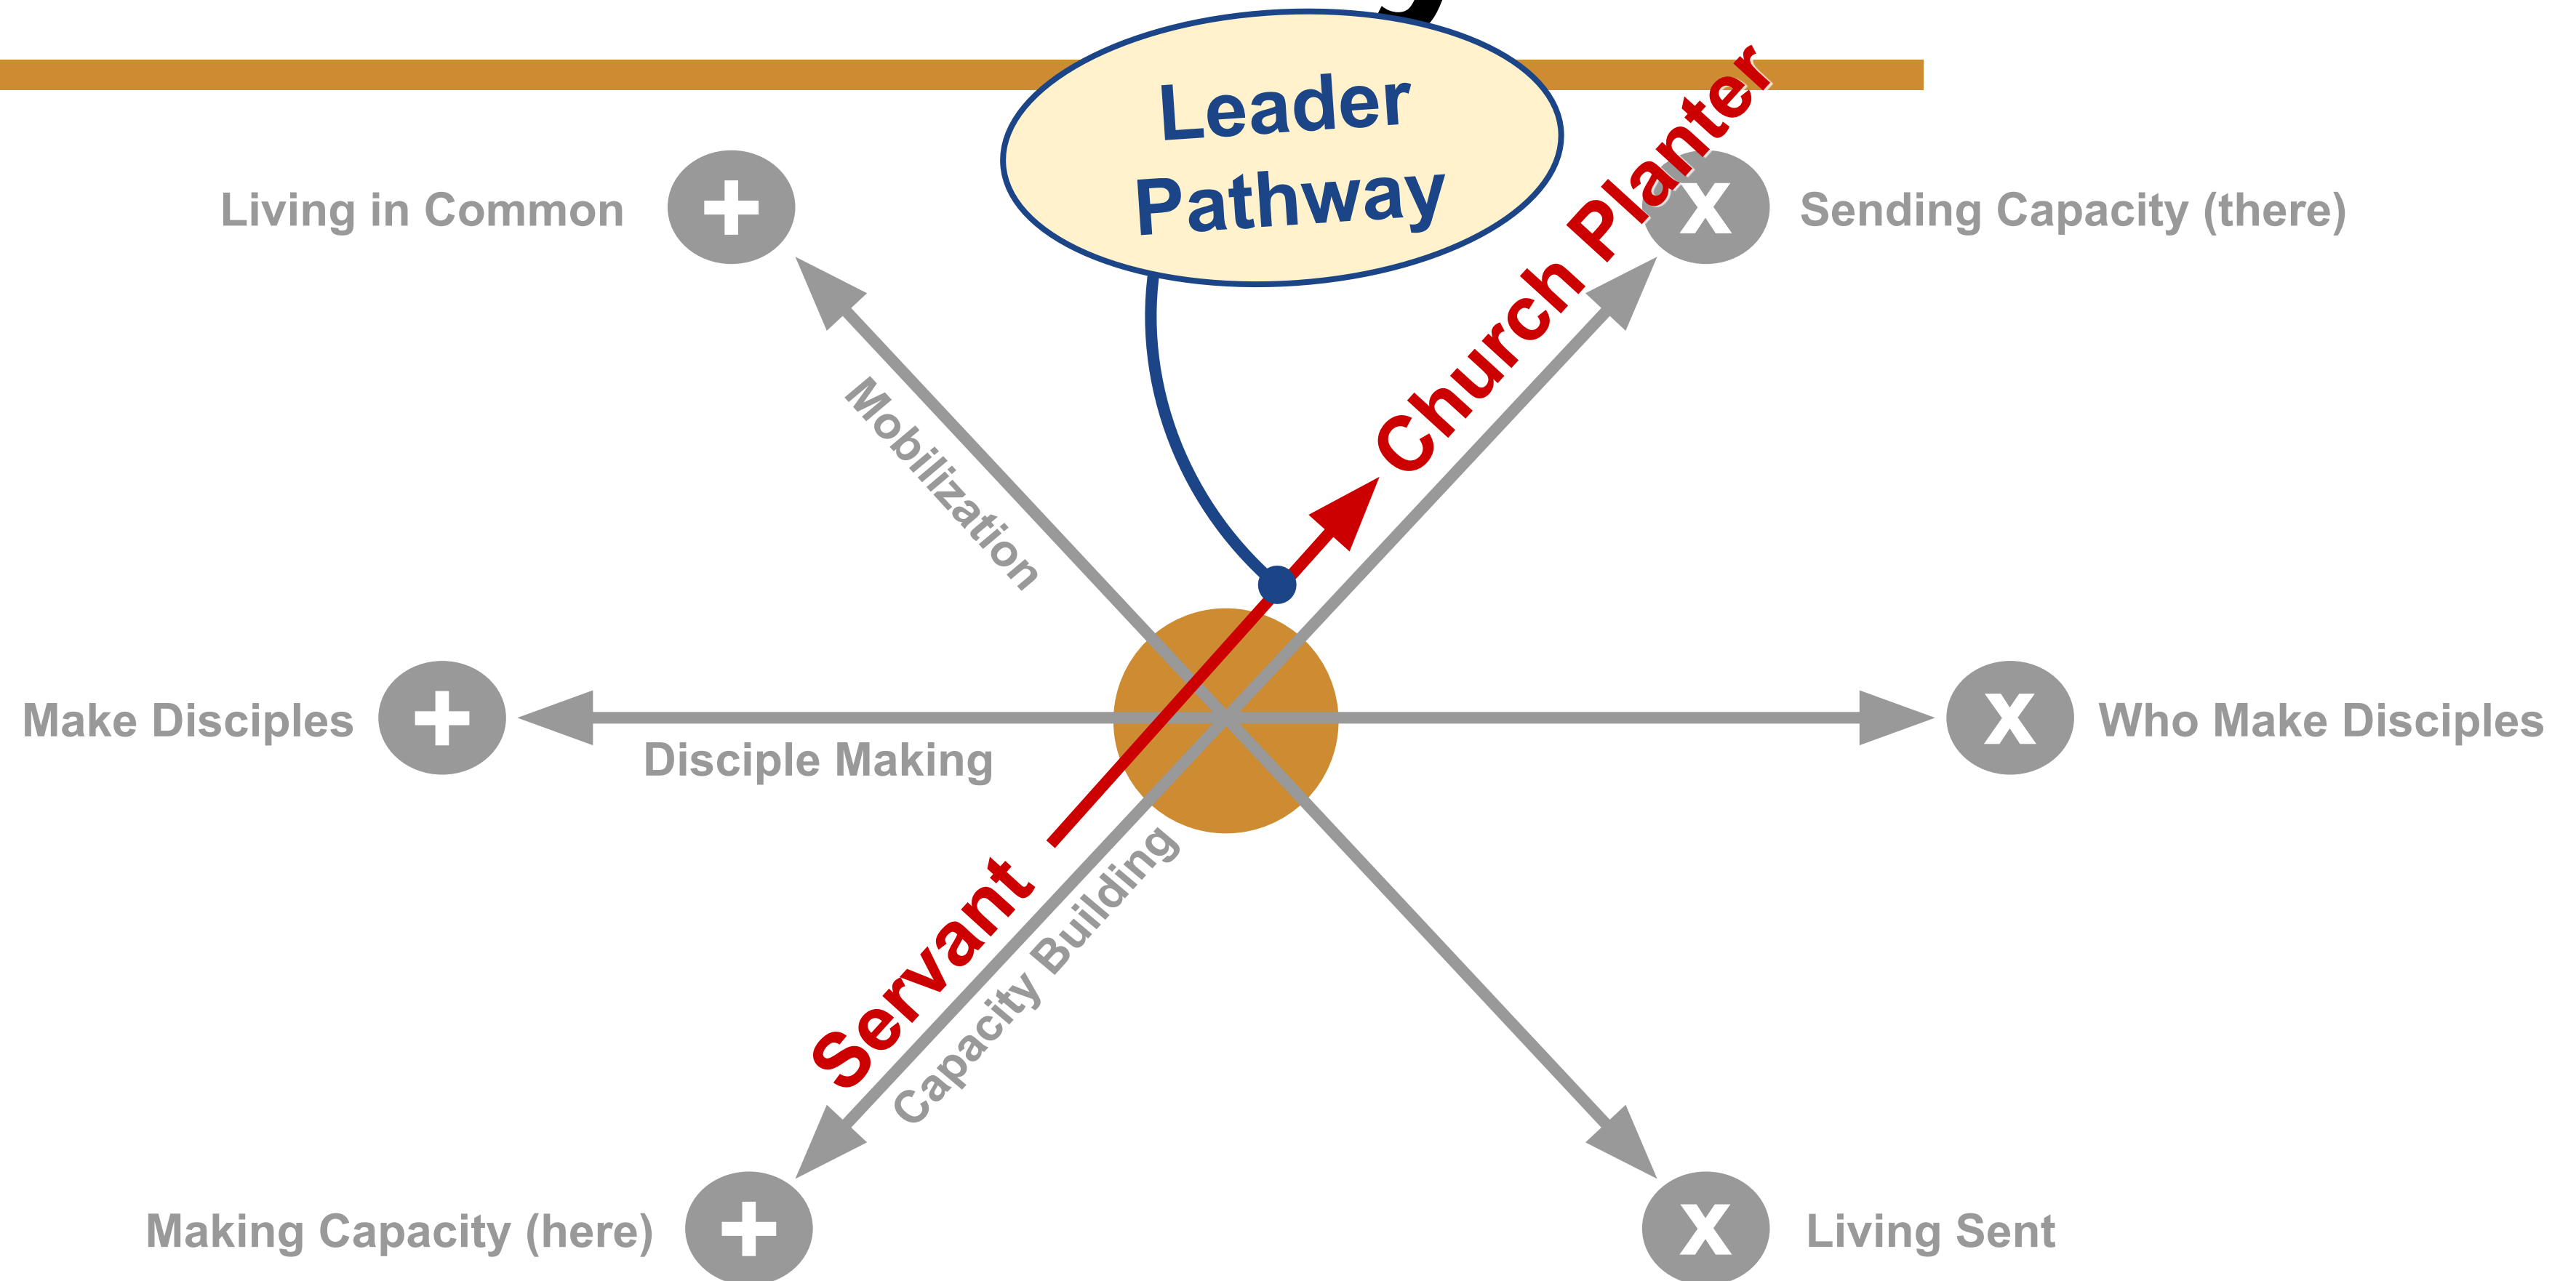 Leader
Pathway
Church Planter
Living in Common
+
X
Sending Capacity (there)
Mobilization
Make Disciples
+
X
Who Make Disciples
Disciple Making
Servant
Capacity Building
Making Capacity (here)
+
X
Living Sent